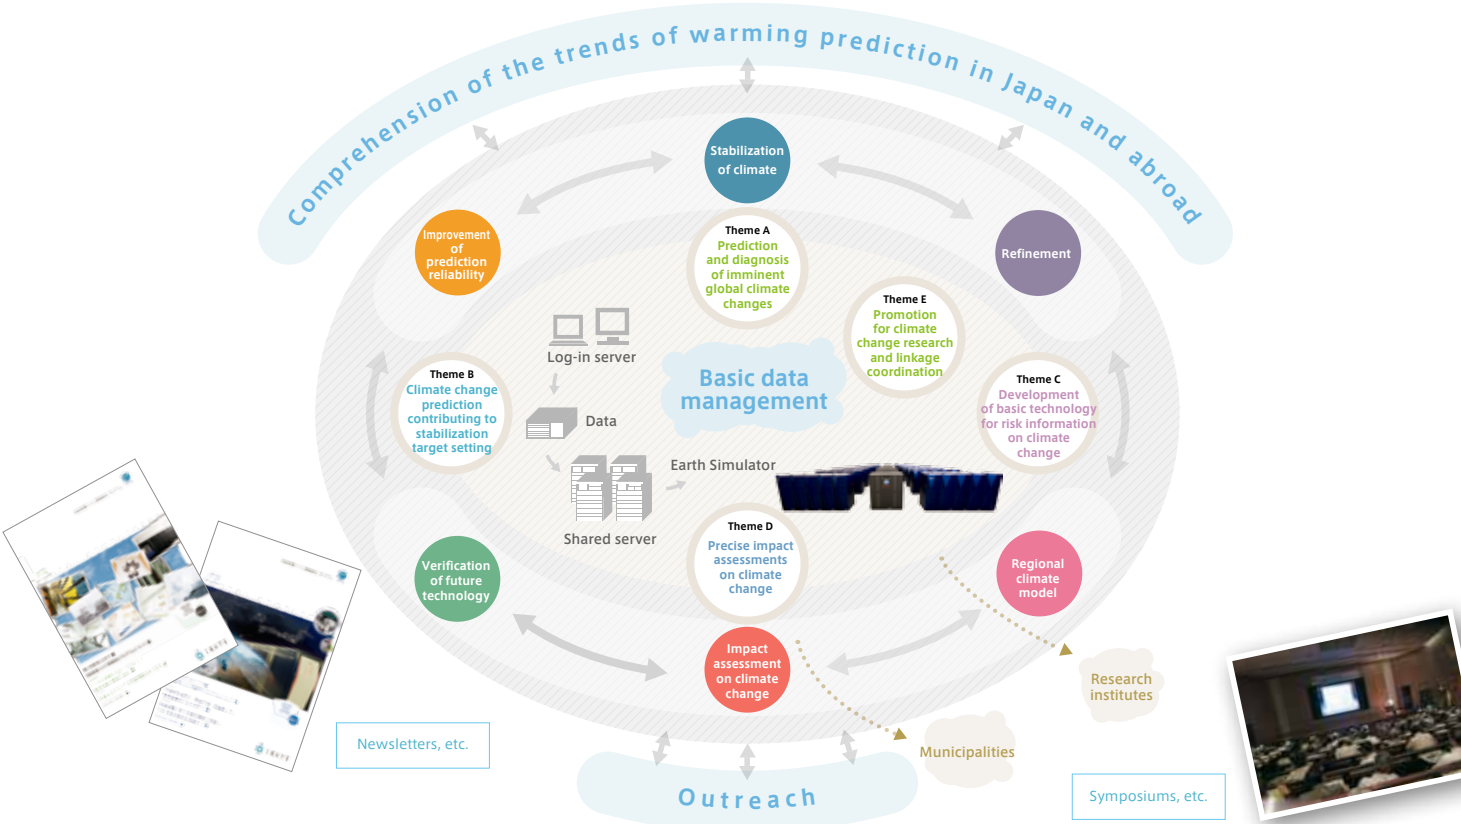 Comprehension of the trends of warming prediction in Japan and abroad
Stabilization
of climate
Improvement
of
prediction
reliability
Refinement
Theme A
Prediction
and diagnosis
of imminent
global climate
changes
Theme E
Promotion
for climate
change research
and linkage
coordination
Log-in server
Basic data
management
Theme B
Climate change
prediction
contributing to
stabilization
target setting
Theme C
Development
of basic technology
for risk information
on climate
change
Data
Earth Simulator
Shared server
Theme D
Precise impact
assessments
on climate
change
Verification
of future
technology
Regional
climate
model
Impact
assessment
on climate
change
Research
institutes
Municipalities
Newsletters, etc.
Symposiums, etc.
Outreach